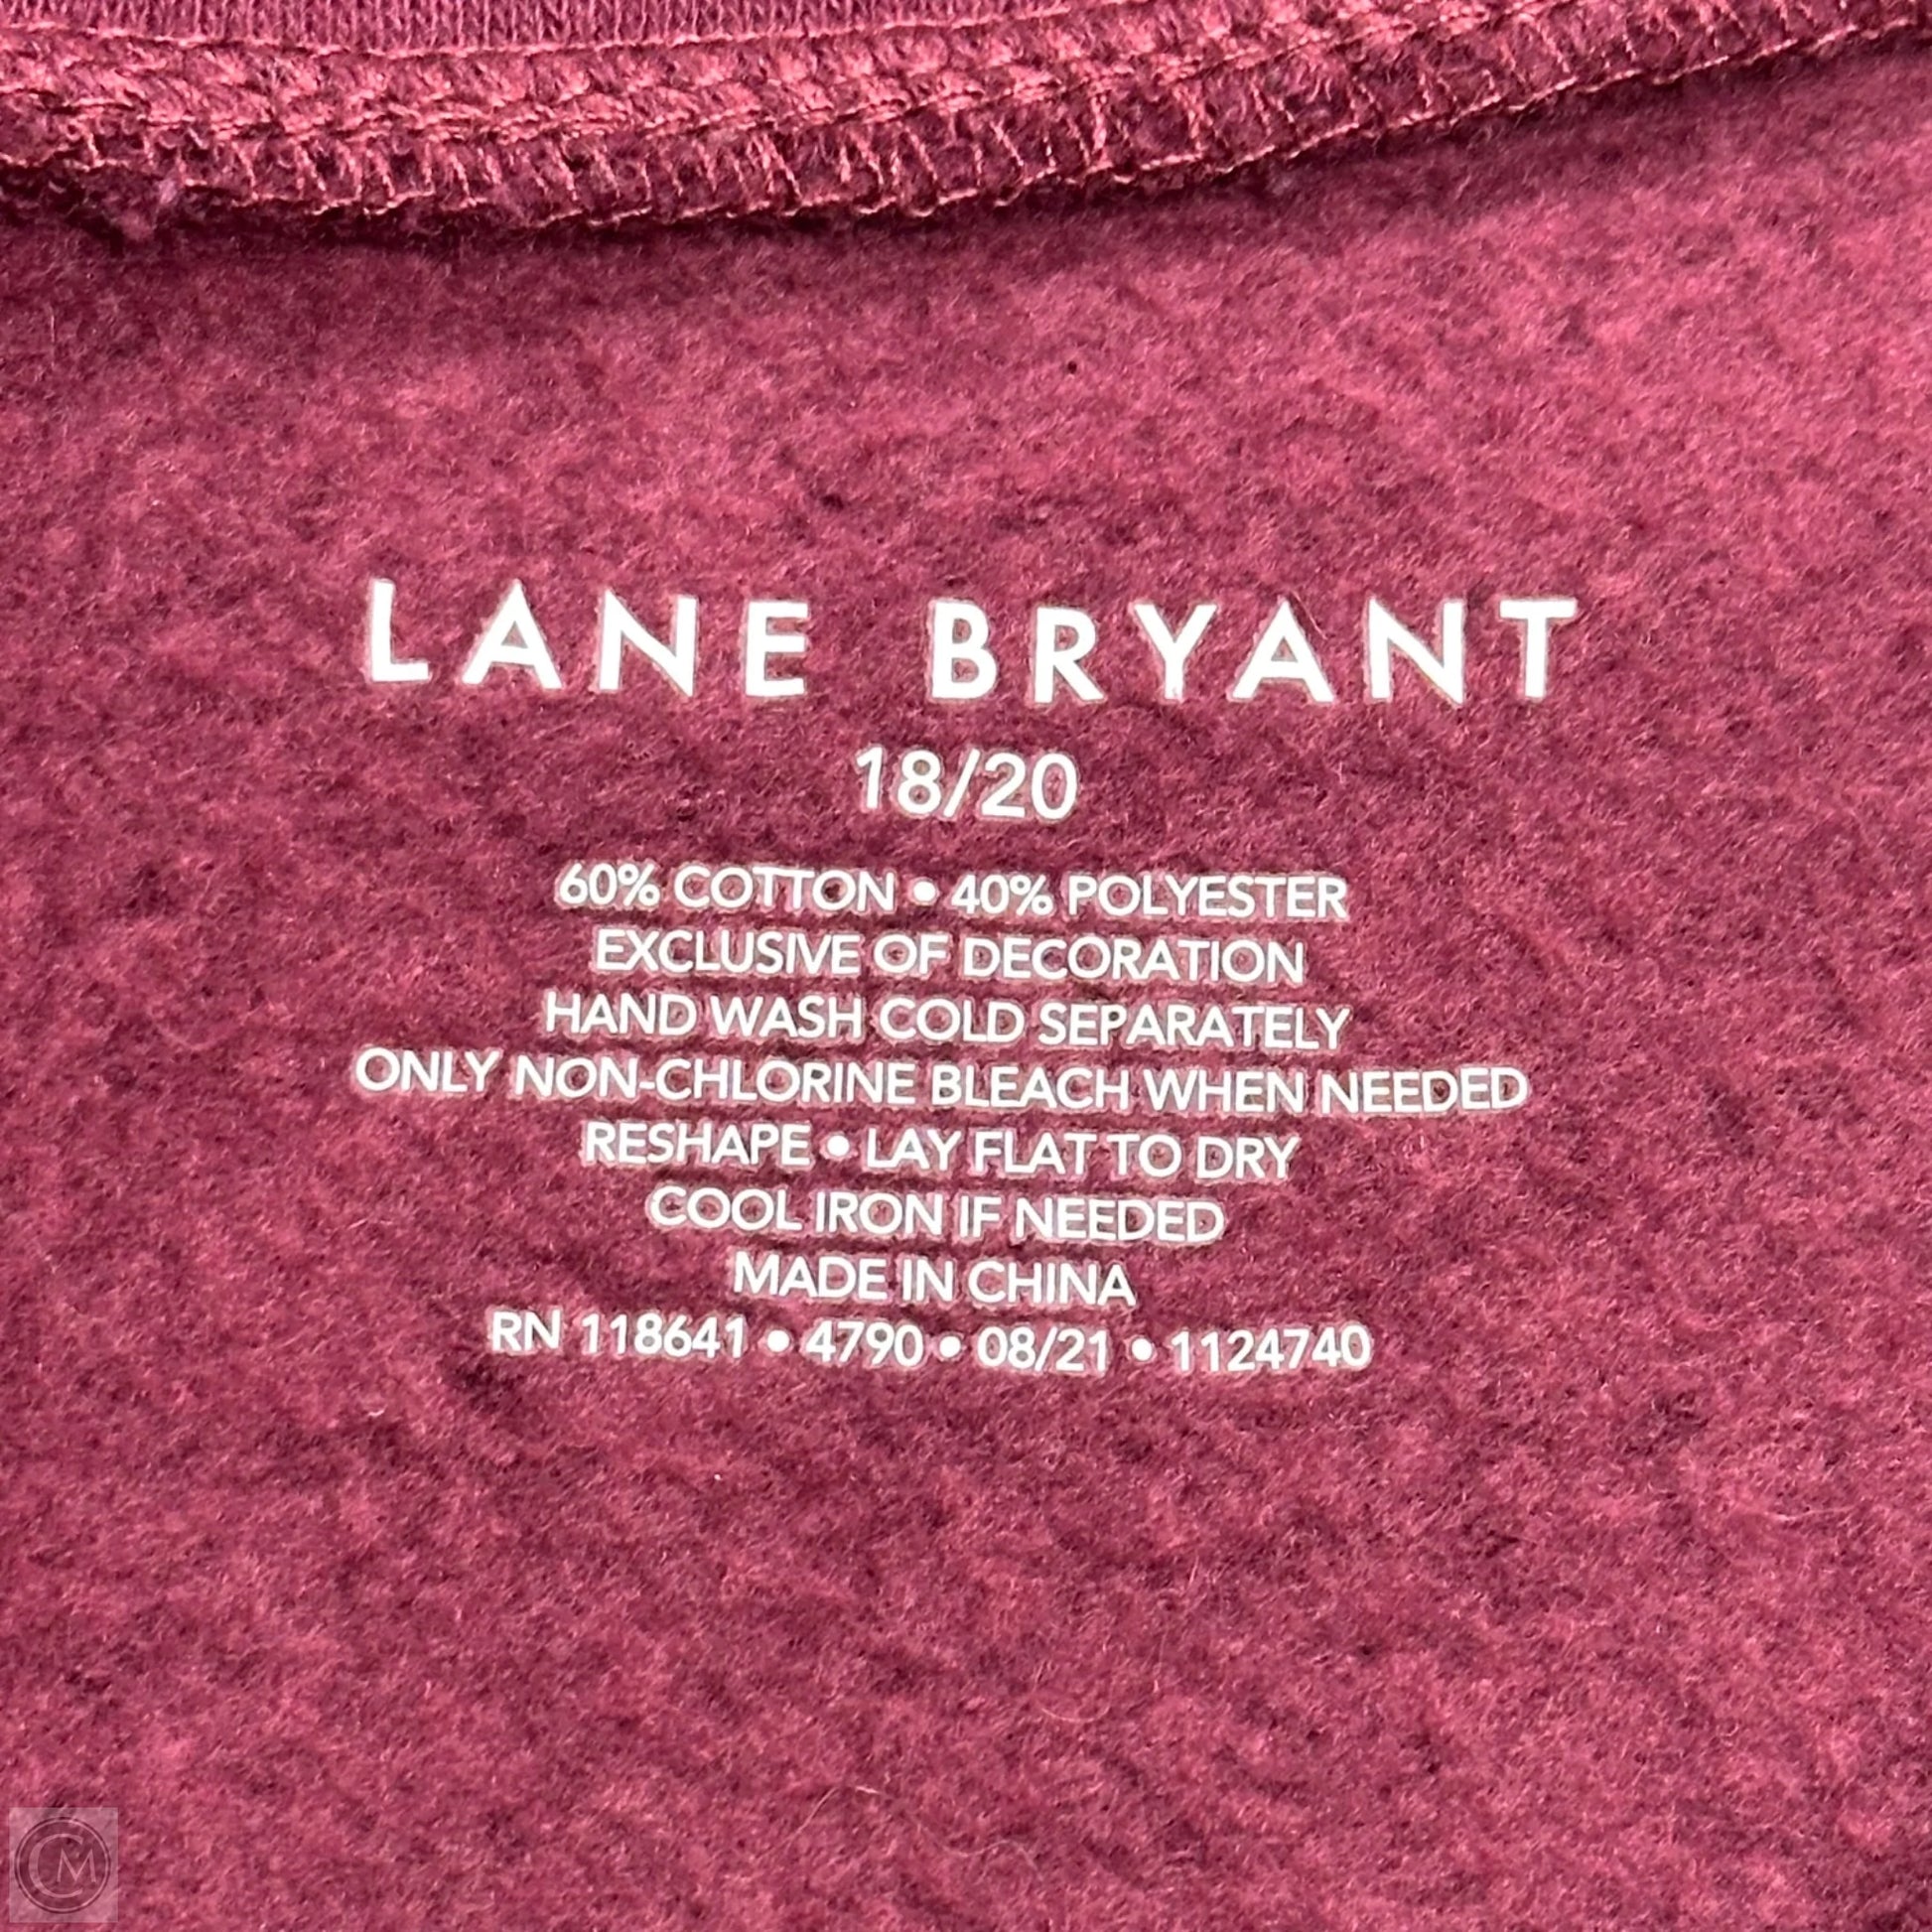 LANE BRYANT
18/20
60% COTTON • 40% POLYESTER
EXCLUSIVE OF DECORATION
HAND WASH COLD SEPARATELY
ONLY NON-CHLORINE BLEACH WHEN NEEDED
RESHAPE • LAY FLAT TO DRY
COOL IRON IF NEEDED
MADE IN CHINA
RN 118641 • 4790 • 08/21 • 1124740
CM